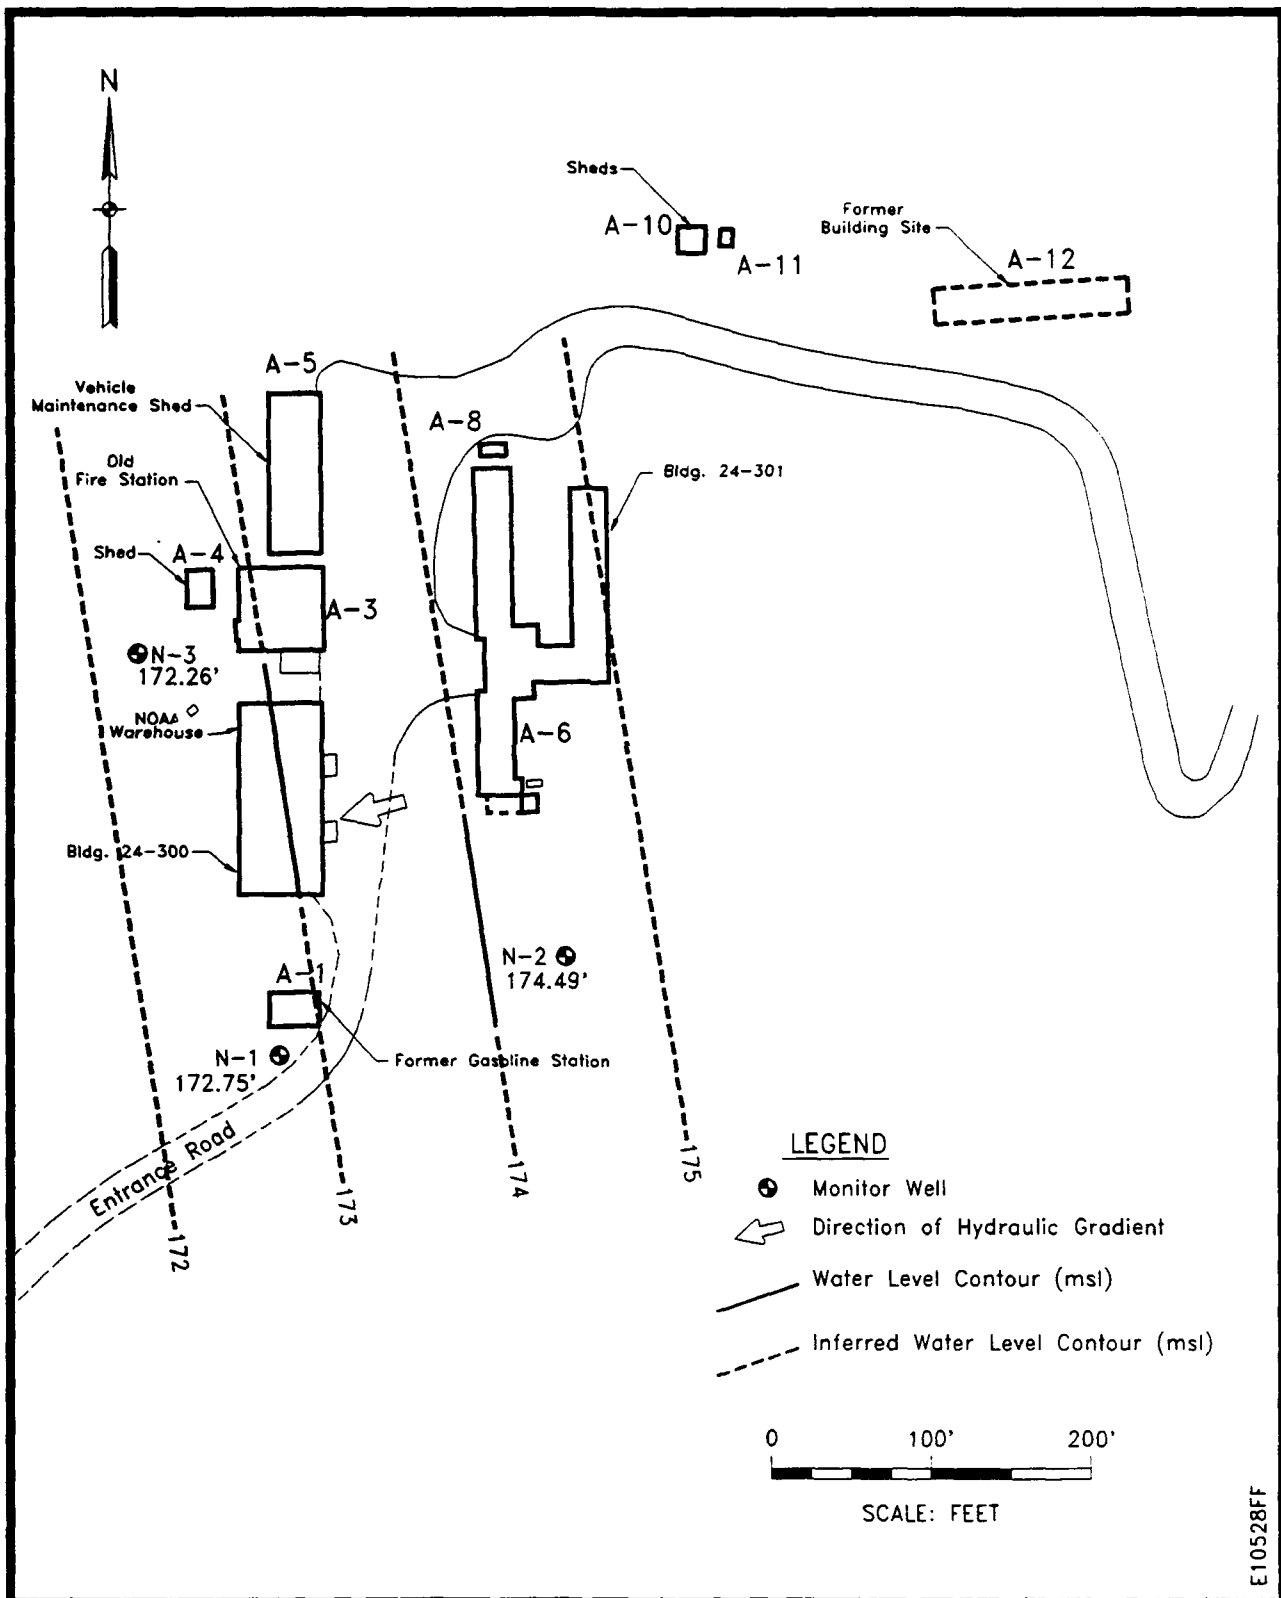 N
Sheds
A-10
A-11
Former
Building Site
A-12
A-5
Vehicle
Maintenance Shed
A-8
Old
Fire Station
Bldg. 24-301
Shed
A-4
A-3
N-3
172.26'
NOAA
Warehouse
A-6
Bldg. 24-300
N-2
174.49'
A-1
N-1
172.75'
Former Gasoline Station
Entrance Road
172
173
174
175
LEGEND
Monitor Well
Direction of Hydraulic Gradient
Water Level Contour (msl)
Inferred Water Level Contour (msl)
0 100' 200'
SCALE: FEET
E10528FF